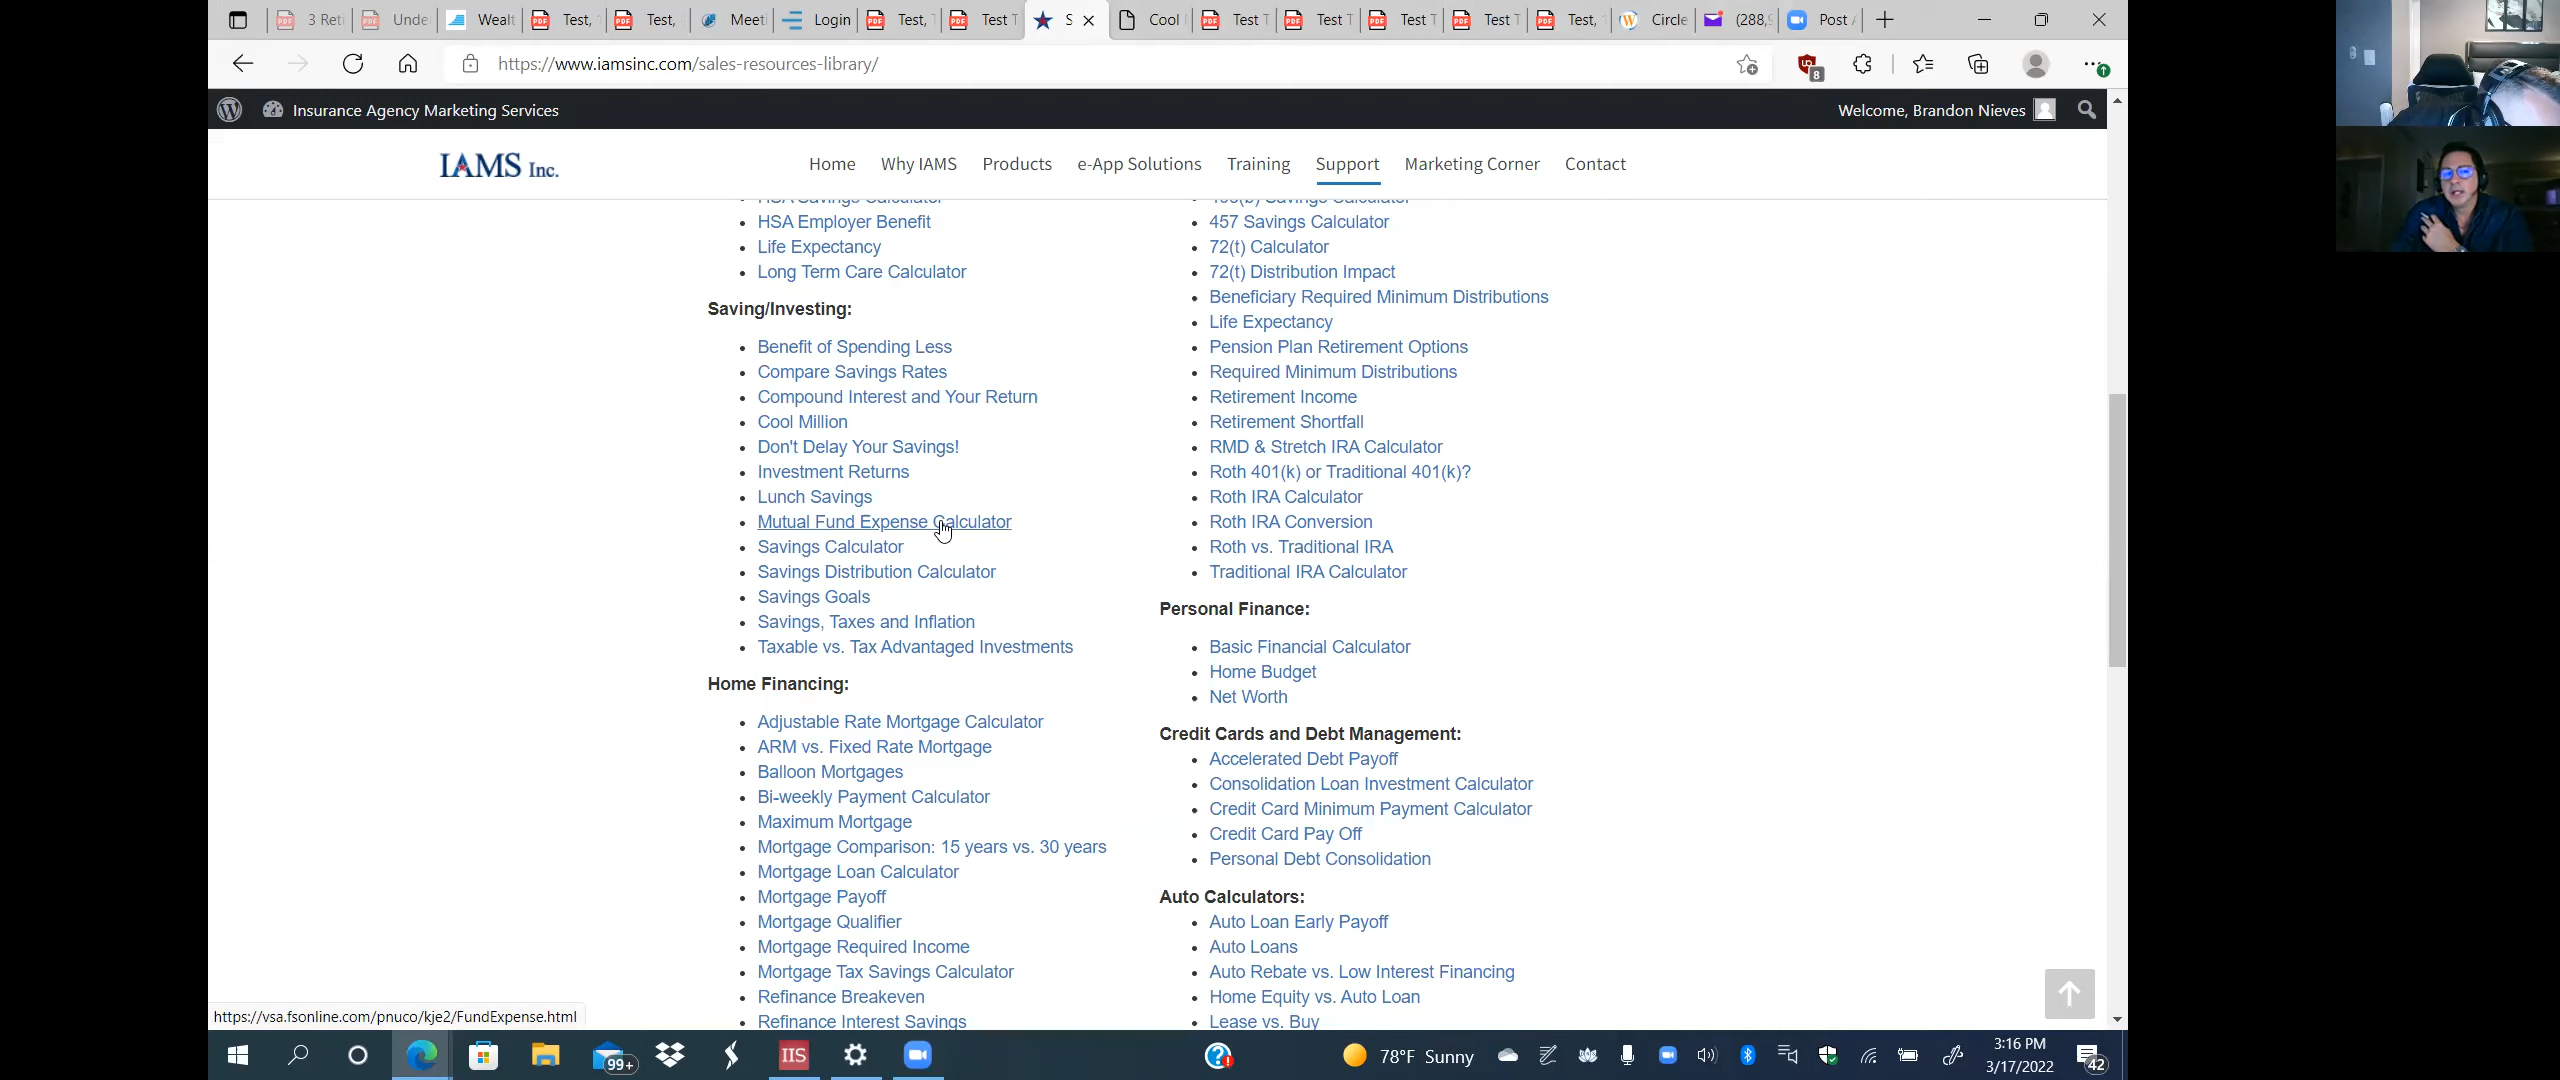 3 Reti
Unde
Wealt
Test,
Test,
Meeti
Login
Test,
Test T
S
Cool
Test T
Test T
Test T
Test T
Test,
Circle
(288,9
Post A
https://www.iamsinc.com/sales-resources-library/
8
Insurance Agency Marketing Services
Welcome, Brandon Nieves
IAMS Inc.
Home
Why IAMS
Products
e-App Solutions
Training
Support
Marketing Corner
Contact
HSA Savings Calculator
HSA Employer Benefit
Life Expectancy
Long Term Care Calculator
Saving/Investing:
Benefit of Spending Less
Compare Savings Rates
Compound Interest and Your Return
Cool Million
Don't Delay Your Savings!
Investment Returns
Lunch Savings
Mutual Fund Expense Calculator
Savings Calculator
Savings Distribution Calculator
Savings Goals
Savings, Taxes and Inflation
Taxable vs. Tax Advantaged Investments
Home Financing:
Adjustable Rate Mortgage Calculator
ARM vs. Fixed Rate Mortgage
Balloon Mortgages
Bi-weekly Payment Calculator
Maximum Mortgage
Mortgage Comparison: 15 years vs. 30 years
Mortgage Loan Calculator
Mortgage Payoff
Mortgage Qualifier
Mortgage Required Income
Mortgage Tax Savings Calculator
Refinance Breakeven
Refinance Interest Savings
Savings Calculator
457 Savings Calculator
72(t) Calculator
72(t) Distribution Impact
Beneficiary Required Minimum Distributions
Life Expectancy
Pension Plan Retirement Options
Required Minimum Distributions
Retirement Income
Retirement Shortfall
RMD & Stretch IRA Calculator
Roth 401(k) or Traditional 401(k)?
Roth IRA Calculator
Roth IRA Conversion
Roth vs. Traditional IRA
Traditional IRA Calculator
Personal Finance:
Basic Financial Calculator
Home Budget
Net Worth
Credit Cards and Debt Management:
Accelerated Debt Payoff
Consolidation Loan Investment Calculator
Credit Card Minimum Payment Calculator
Credit Card Pay Off
Personal Debt Consolidation
Auto Calculators:
Auto Loan Early Payoff
Auto Loans
Auto Rebate vs. Low Interest Financing
Home Equity vs. Auto Loan
Lease vs. Buy
https://vsa.fsonline.com/pnuco/kje2/FundExpense.html
99+
IIS
78°F Sunny
3:16 PM
3/17/2022
42